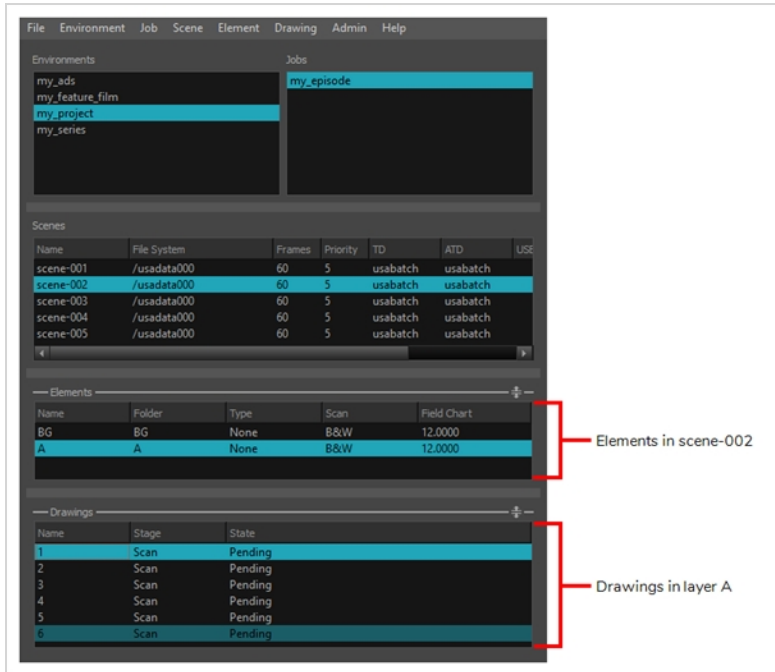 File Environment Job Scene Element Drawing Admin Help
Environments
my_ads
my_feature_film
my_project
my_series
Jobs
my_episode
Scenes
Name File System Frames Priority TD ATD USE
scene-001 /usadata000 60 5 usabatch usabatch
scene-002 /usadata000 60 5 usabatch usabatch
scene-003 /usadata000 60 5 usabatch usabatch
scene-004 /usadata000 60 5 usabatch usabatch
scene-005 /usadata000 60 5 usabatch usabatch
Elements
Name Folder Type Scan Field Chart
BG BG None B&W 12.0000
A A None B&W 12.0000
Elements in scene-002
Drawings
Name Stage State
1 Scan Pending
2 Scan Pending
3 Scan Pending
4 Scan Pending
5 Scan Pending
6 Scan Pending
Drawings in layer A